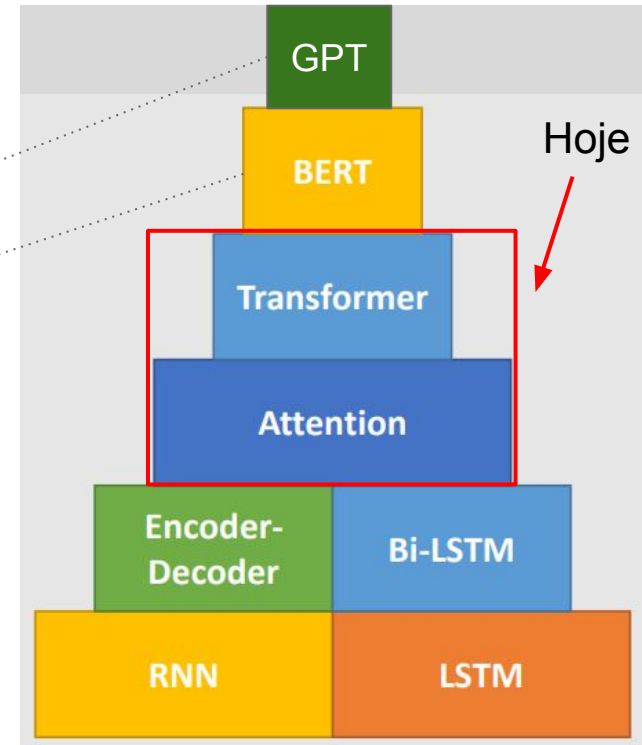 GPT
Hoje
BERT
Transformer
Attention
Encoder-
Decoder
Bi-LSTM
RNN
LSTM